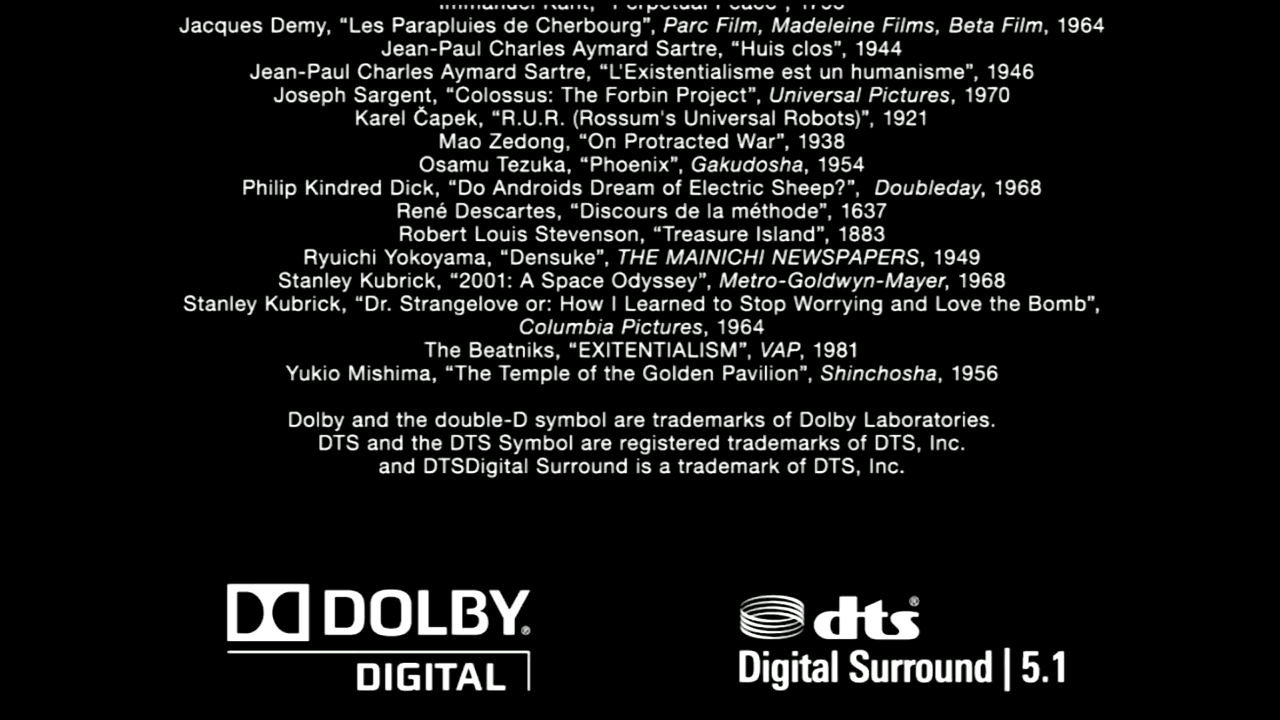 Immanuel Kant, “Perpetual Peace”, 1795
Jacques Demy, “Les Parapluies de Cherbourg”, Parc Film, Madeleine Films, Beta Film, 1964
Jean-Paul Charles Aymard Sartre, “Huis clos”, 1944
Jean-Paul Charles Aymard Sartre, “L'Existentialisme est un humanisme”, 1946
Joseph Sargent, “Colossus: The Forbin Project”, Universal Pictures, 1970
Karel Čapek, “R.U.R. (Rossum's Universal Robots)”, 1921
Mao Zedong, “On Protracted War”, 1938
Osamu Tezuka, “Phoenix”, Gakudosha, 1954
Philip Kindred Dick, “Do Androids Dream of Electric Sheep?”, Doubleday, 1968
René Descartes, “Discours de la méthode”, 1637
Robert Louis Stevenson, “Treasure Island”, 1883
Ryuichi Yokoyama, “Densuke”, THE MAINICHI NEWSPAPERS, 1949
Stanley Kubrick, “2001: A Space Odyssey”, Metro-Goldwyn-Mayer, 1968
Stanley Kubrick, “Dr. Strangelove or: How I Learned to Stop Worrying and Love the Bomb”,
Columbia Pictures, 1964
The Beatniks, “EXITENTIALISM”, VAP, 1981
Yukio Mishima, “The Temple of the Golden Pavilion”, Shinchosha, 1956
Dolby and the double-D symbol are trademarks of Dolby Laboratories.
DTS and the DTS Symbol are registered trademarks of DTS, Inc.
and DTSDigital Surround is a trademark of DTS, Inc.
DOLBY®
DIGITAL
dts®
Digital Surround | 5.1